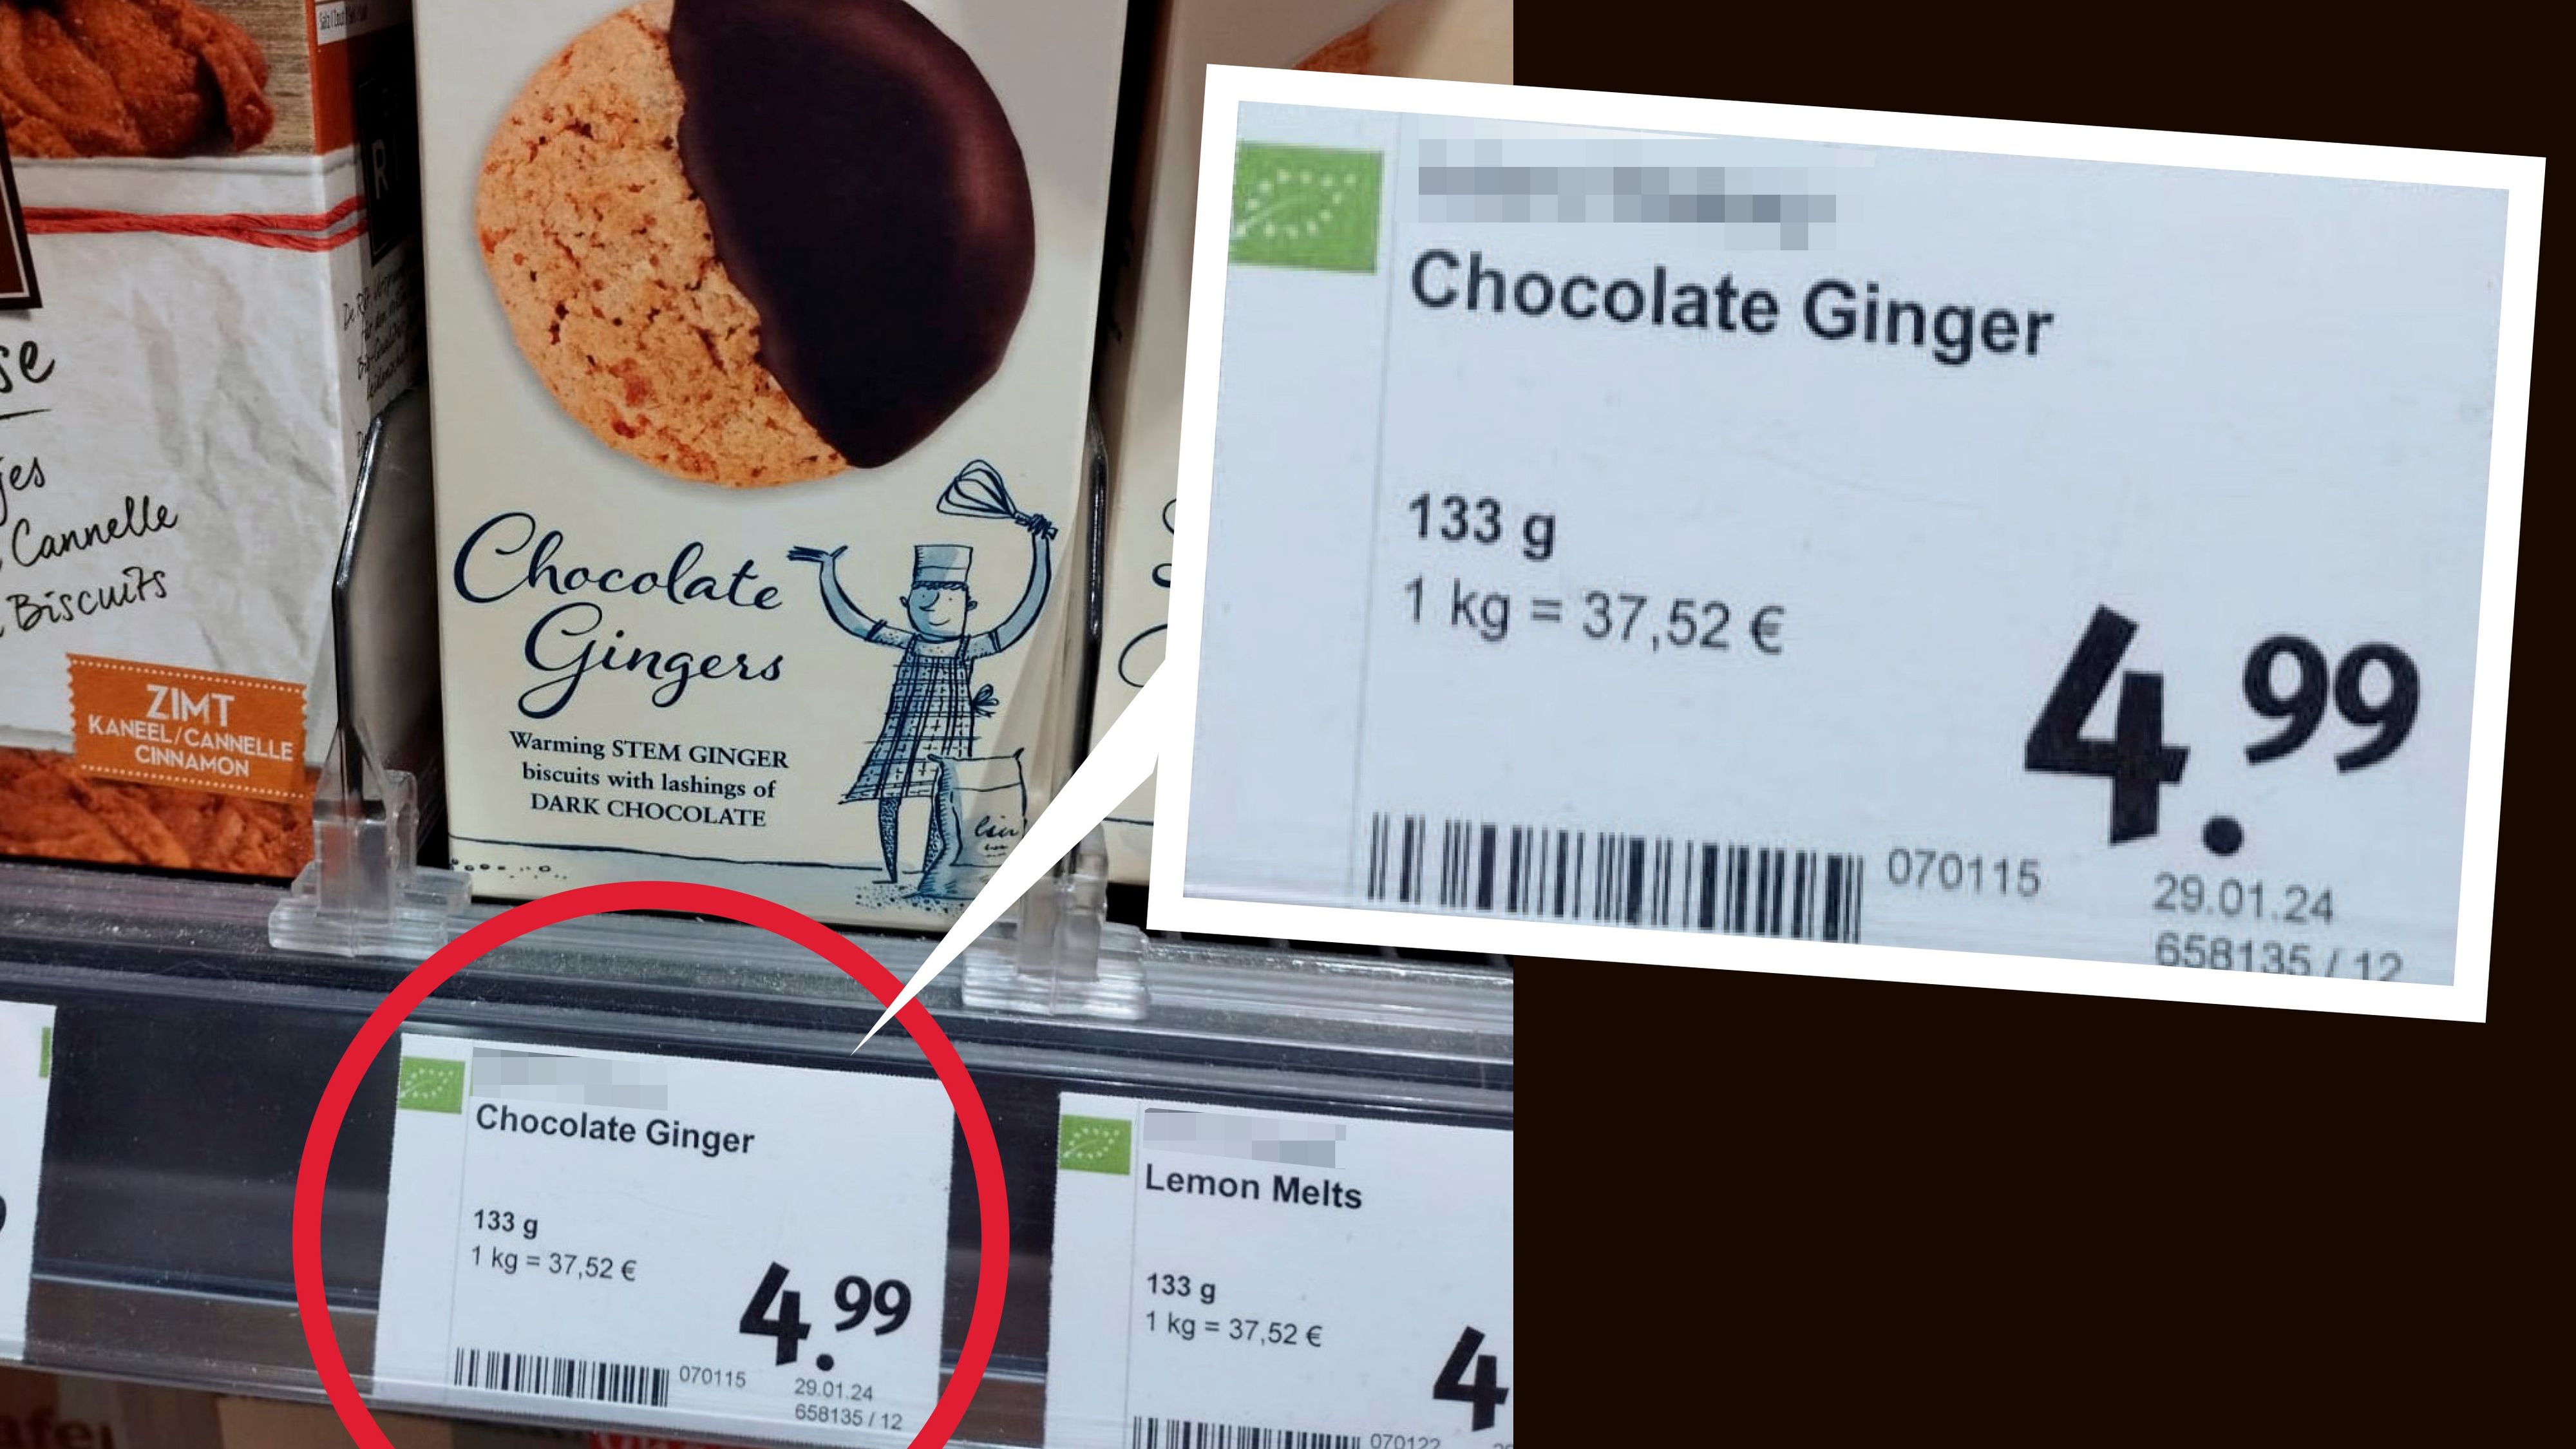 se
jes
Cannelle
Biscuits
ZIMT
KANEEL/CANNELLE
CINNAMON
Chocolate
Gingers
Warming STEM GINGER
biscuits with lashings of
DARK CHOCOLATE
Chocolate Ginger
133 g
1 kg = 37,52 €
4.99
070115
29.01.24
658135 / 12
Chocolate Ginger
133 g
1 kg = 37,52 €
4.99
070115
29.01.24
658135 / 12
Lemon Melts
133 g
1 kg = 37,52 €
4
070122